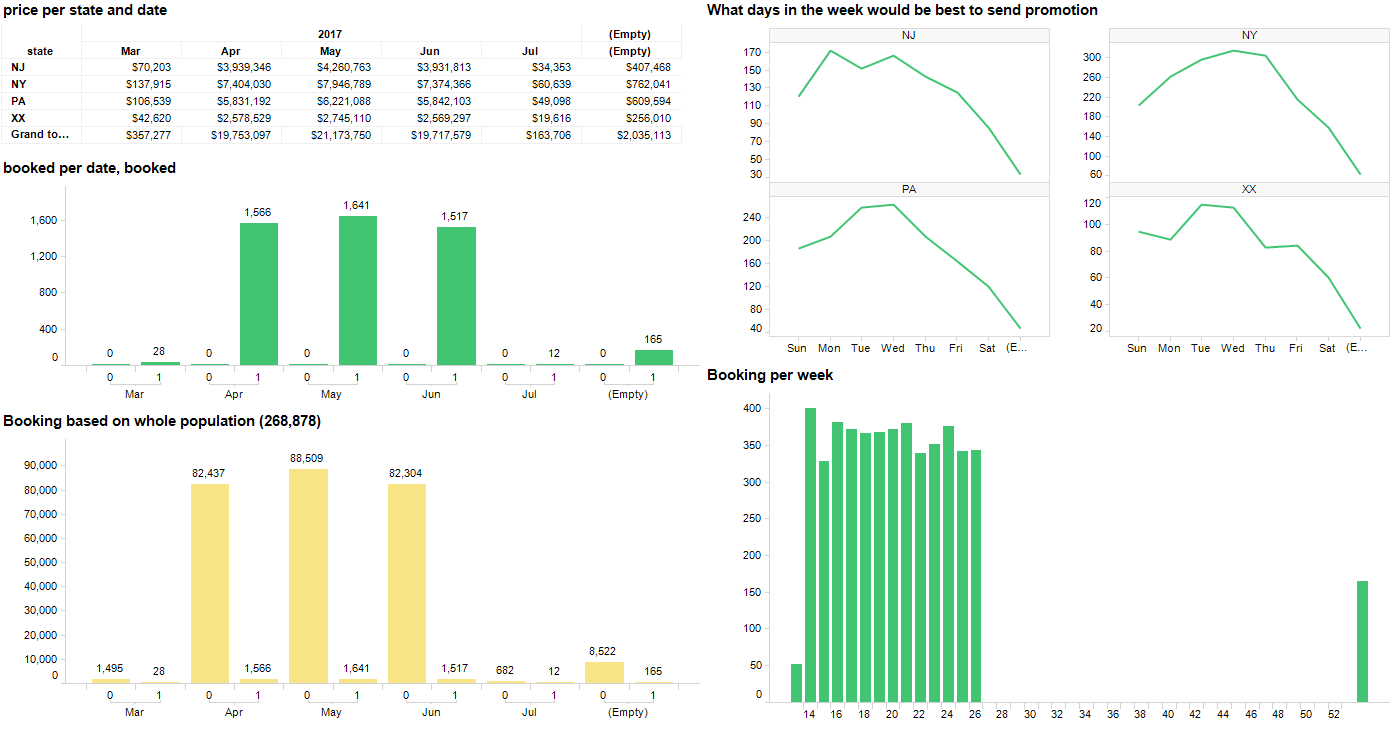 price per state and date
2017 (Empty)
state Mar Apr May Jun Jul (Empty)
NJ $70,203 $3,939,346 $4,260,763 $3,931,813 $34,353 $407,468
NY $137,915 $7,404,030 $7,946,789 $7,374,366 $60,639 $762,041
PA $106,539 $5,831,192 $6,221,088 $5,842,103 $49,098 $609,594
XX $42,620 $2,578,529 $2,745,110 $2,569,297 $19,616 $256,010
Grand to... $357,277 $19,753,097 $21,173,750 $19,717,579 $163,706 $2,035,113
booked per date, booked
1,600
1,200
800
400
0
0 28 0 1,566 0 1,641 0 1,517 0 12 0 165
0 1 0 1 0 1 0 1 0 1 0 1
Mar Apr May Jun Jul (Empty)
Booking based on whole population (268,878)
90,000
80,000
70,000
60,000
50,000
40,000
30,000
20,000
10,000
0
1,495 28 82,437 1,566 88,509 1,641 82,304 1,517 682 12 8,522 165
0 1 0 1 0 1 0 1 0 1 0 1
Mar Apr May Jun Jul (Empty)
What days in the week would be best to send promotion
NJ
170
150
130
110
90
70
50
30
NY
300
260
220
180
140
100
60
PA
240
200
160
120
80
40
XX
120
100
80
60
40
20
Sun Mon Tue Wed Thu Fri Sat (E...
Sun Mon Tue Wed Thu Fri Sat (E...
Booking per week
400
350
300
250
200
150
100
50
0
14 16 18 20 22 24 26 28 30 32 34 36 38 40 42 44 46 48 50 52